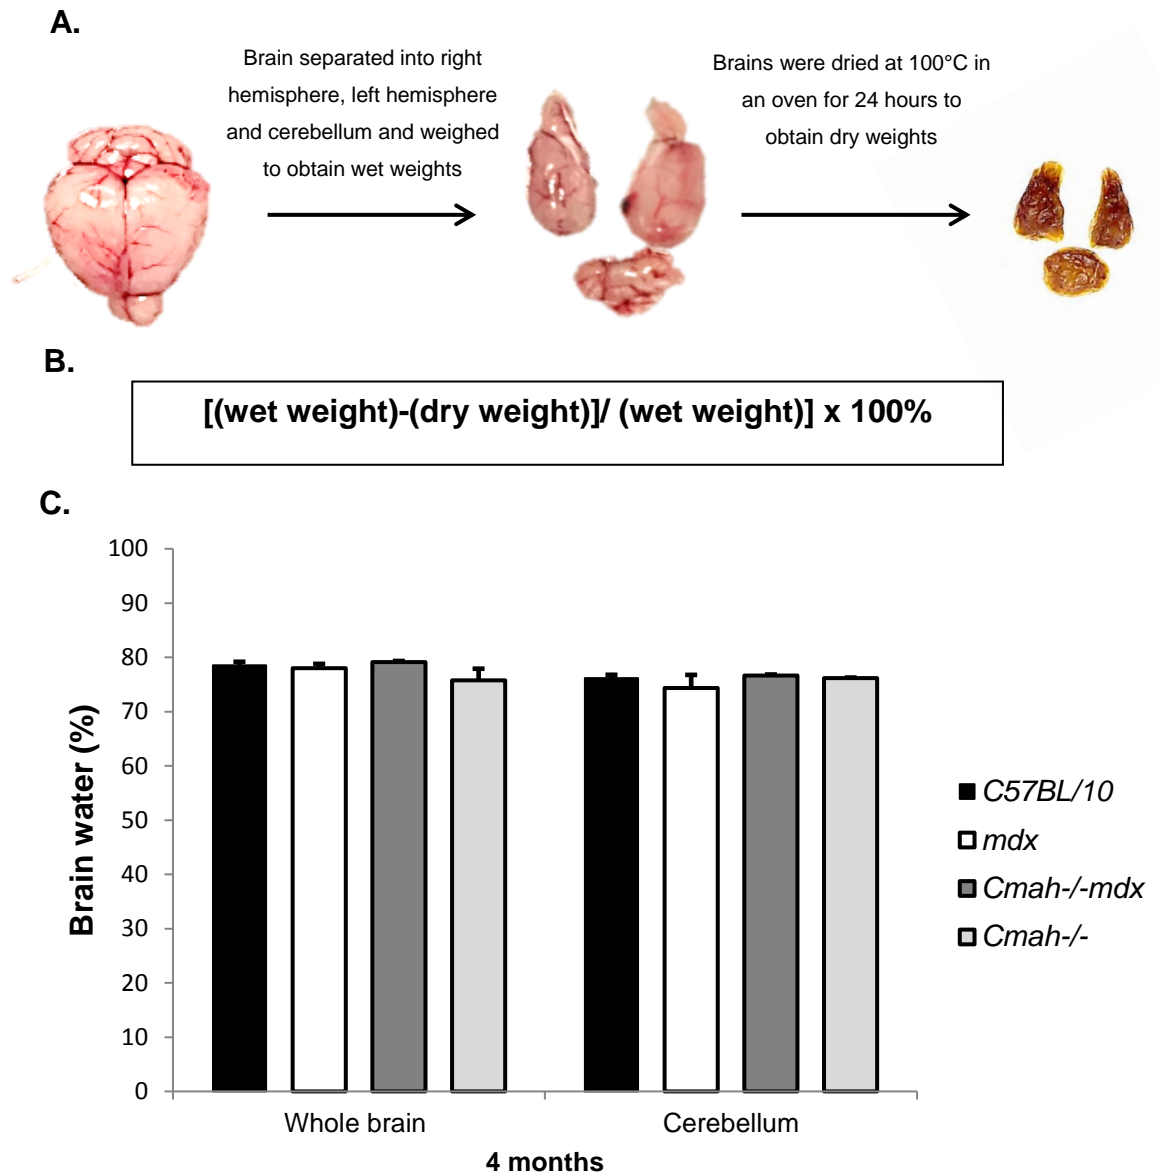 A.
Brain separated into right
hemisphere, left hemisphere
and cerebellum and weighed
to obtain wet weights
Brains were dried at 100°C in
an oven for 24 hours to
obtain dry weights
B.
[(wet weight)-(dry weight)]/ (wet weight)] x 100%
C.
Brain water (%)
100
90
80
70
60
50
40
30
20
10
0
Whole brain
Cerebellum
4 months
C57BL/10
mdx
Cmah-/-mdx
Cmah-/-